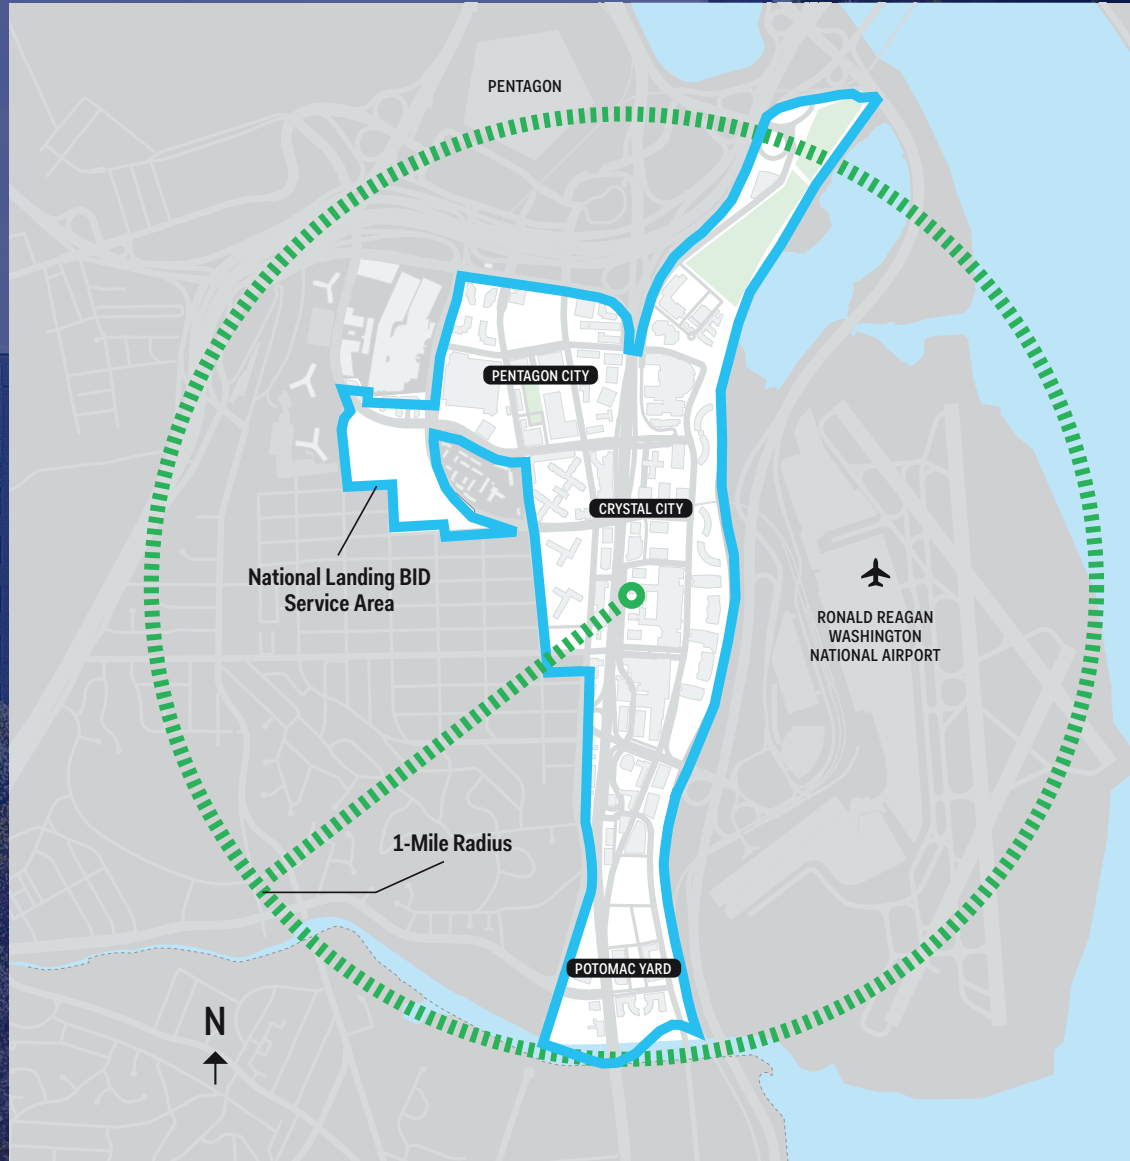 PENTAGON
PENTAGON CITY
CRYSTAL CITY
National Landing BID
Service Area
RONALD REAGAN
WASHINGTON
NATIONAL AIRPORT
1-Mile Radius
POTOMAC YARD
N